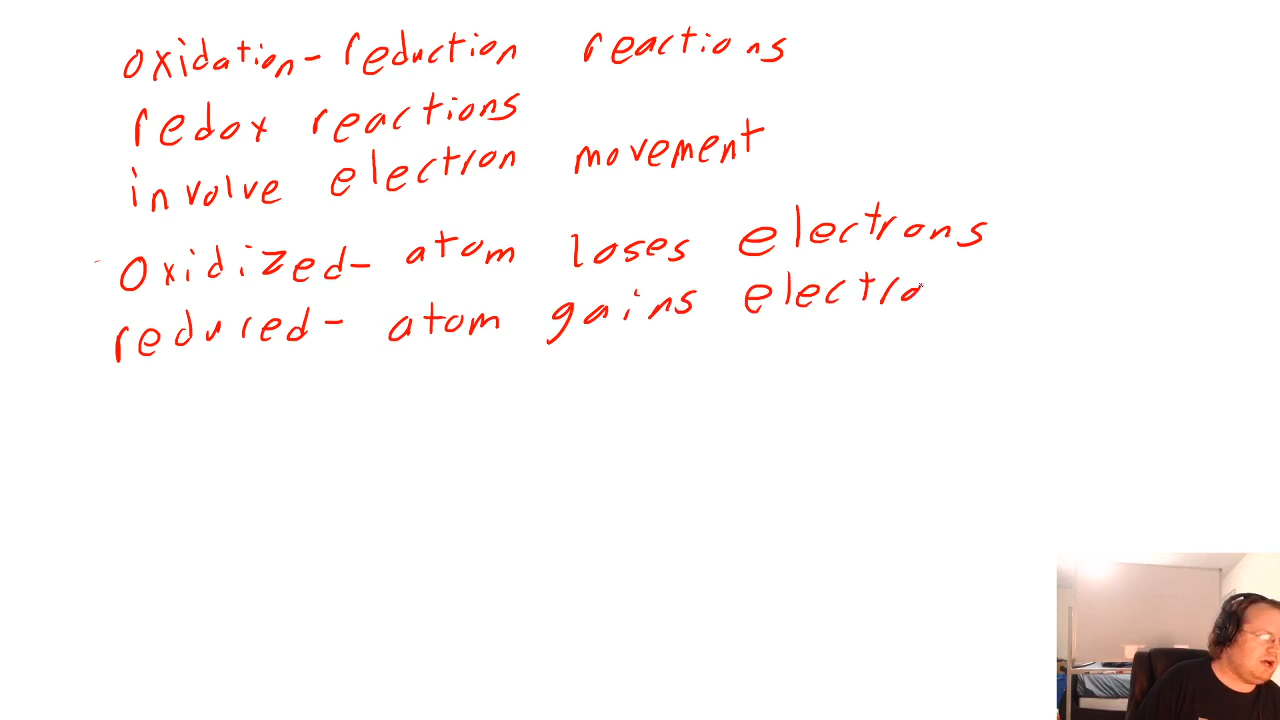 oxidation-reduction reactions
redox reactions
involve electron movement
Oxidized- atom loses electrons
reduced- atom gains electro